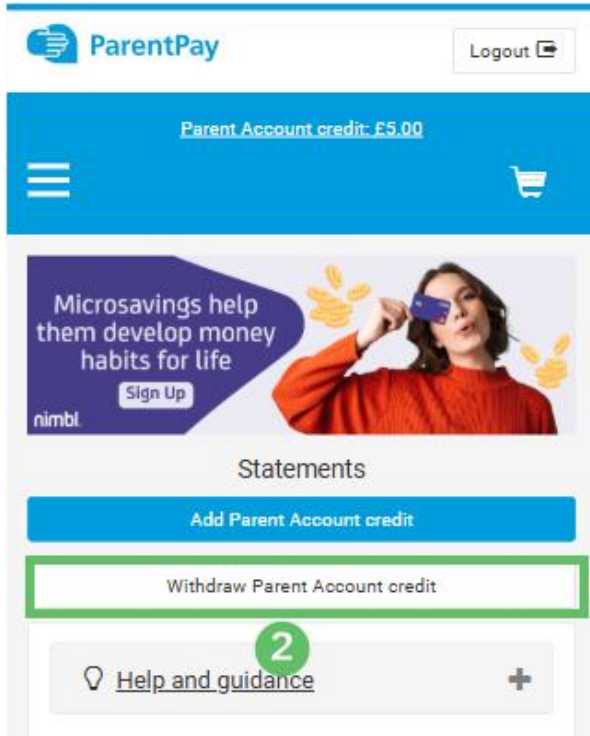 ParentPay
Logout
Parent Account credit: £5.00
Microsavings help
them develop money
habits for life
Sign Up
nimbl.
Statements
Add Parent Account credit
Withdraw Parent Account credit
2
Help and guidance